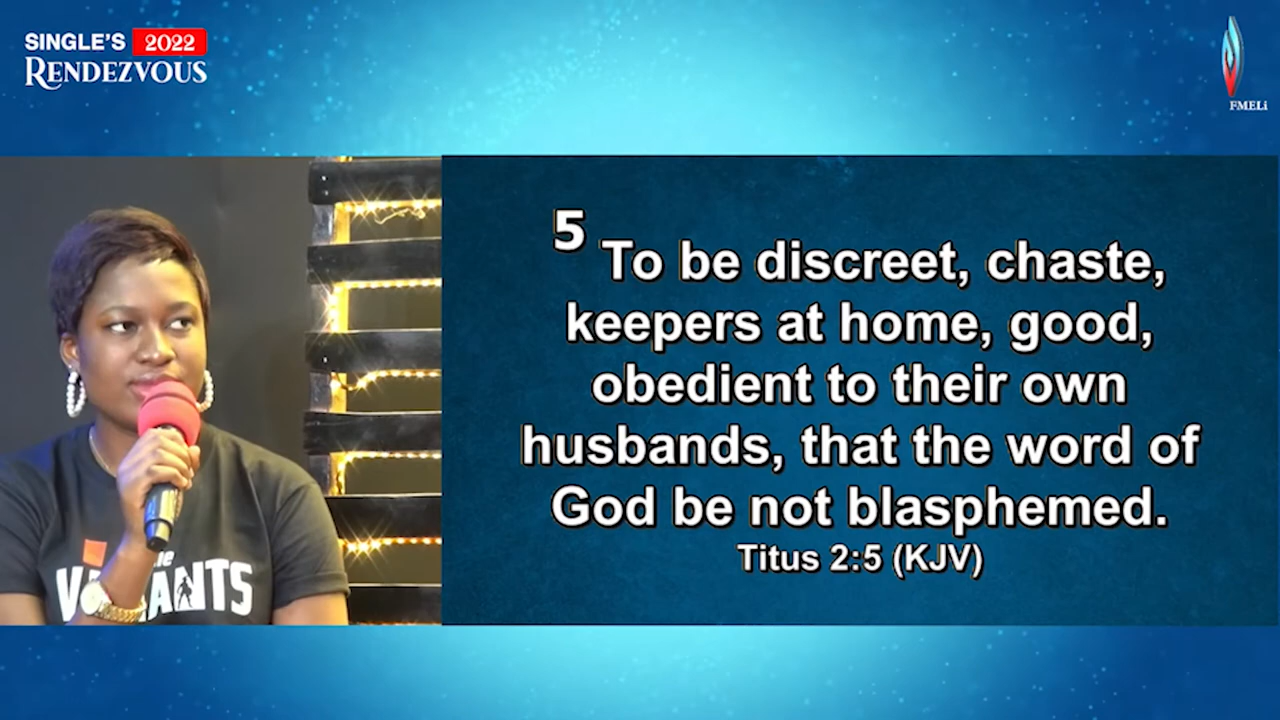 SINGLE'S 2022
RENDEZVOUS
FMELi
5 To be discreet, chaste,
keepers at home, good,
obedient to their own
husbands, that the word of
God be not blasphemed.
Titus 2:5 (KJV)